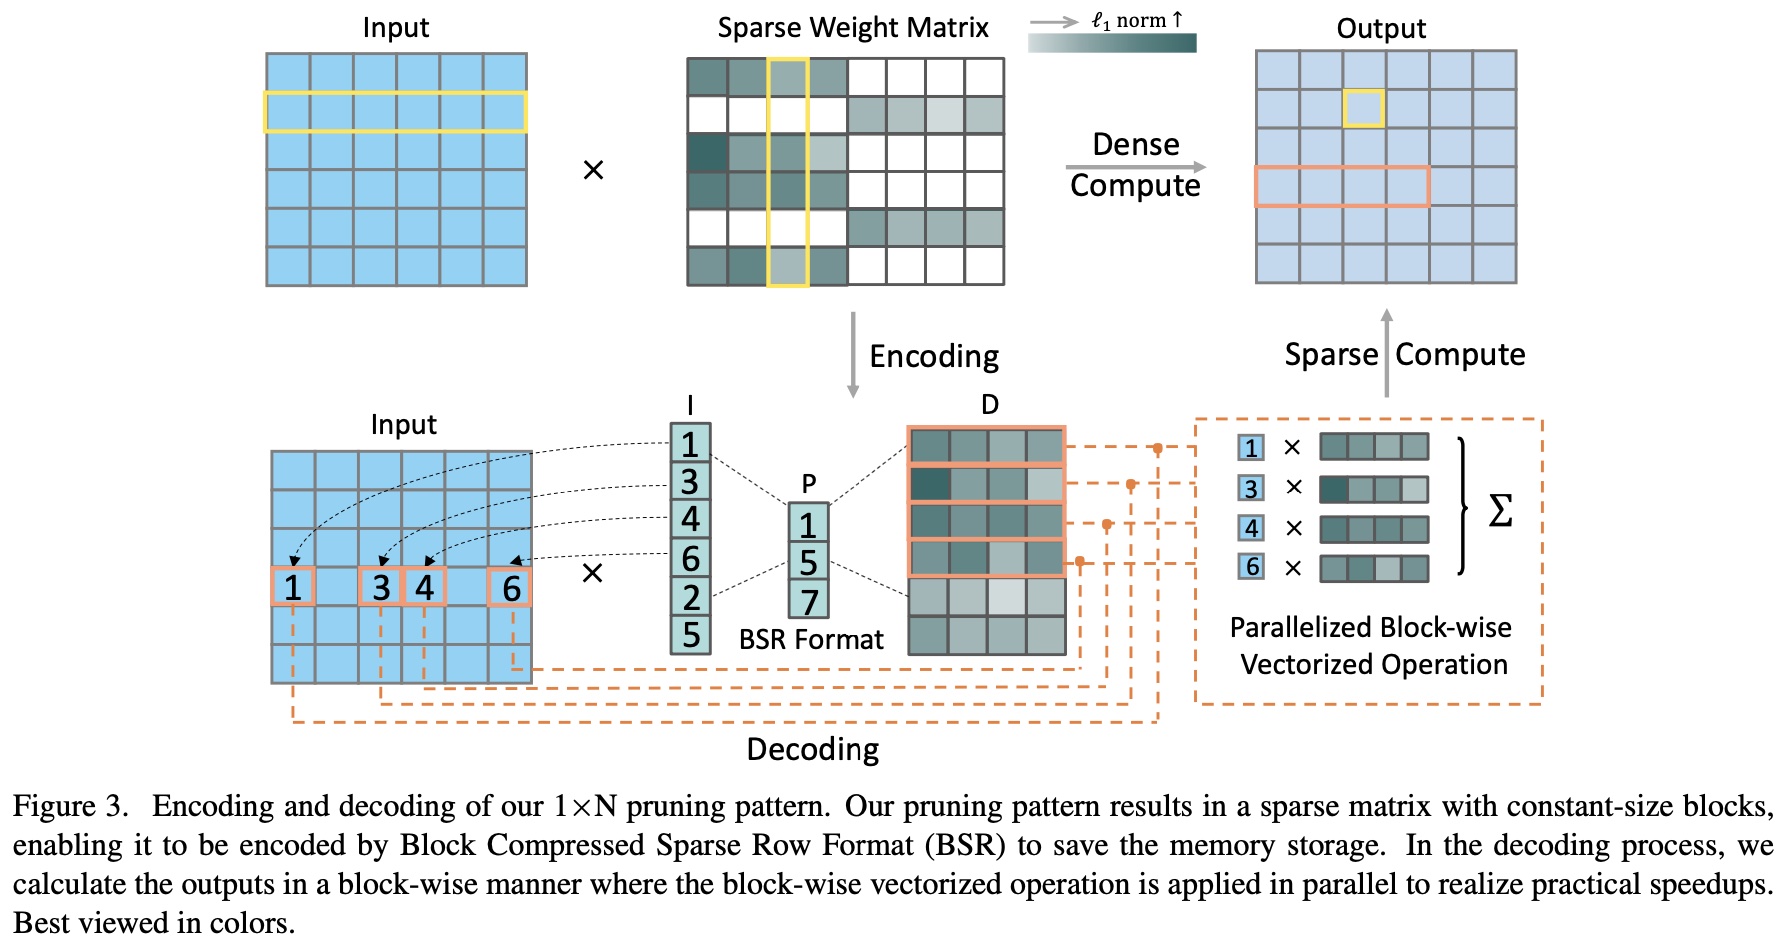 Input
Sparse Weight Matrix
ℓ₁ norm ↑
Output
×
Dense
Compute
Encoding
Sparse Compute
Input
I
D
1
3
4
6
2
5
P
1
5
7
BSR Format
1 3 4 6
×
1 ×
3 ×
4 ×
6 ×
Σ
Parallelized Block-wise
Vectorized Operation
Decoding
Figure 3. Encoding and decoding of our 1×N pruning pattern. Our pruning pattern results in a sparse matrix with constant-size blocks,
enabling it to be encoded by Block Compressed Sparse Row Format (BSR) to save the memory storage. In the decoding process, we
calculate the outputs in a block-wise manner where the block-wise vectorized operation is applied in parallel to realize practical speedups.
Best viewed in colors.